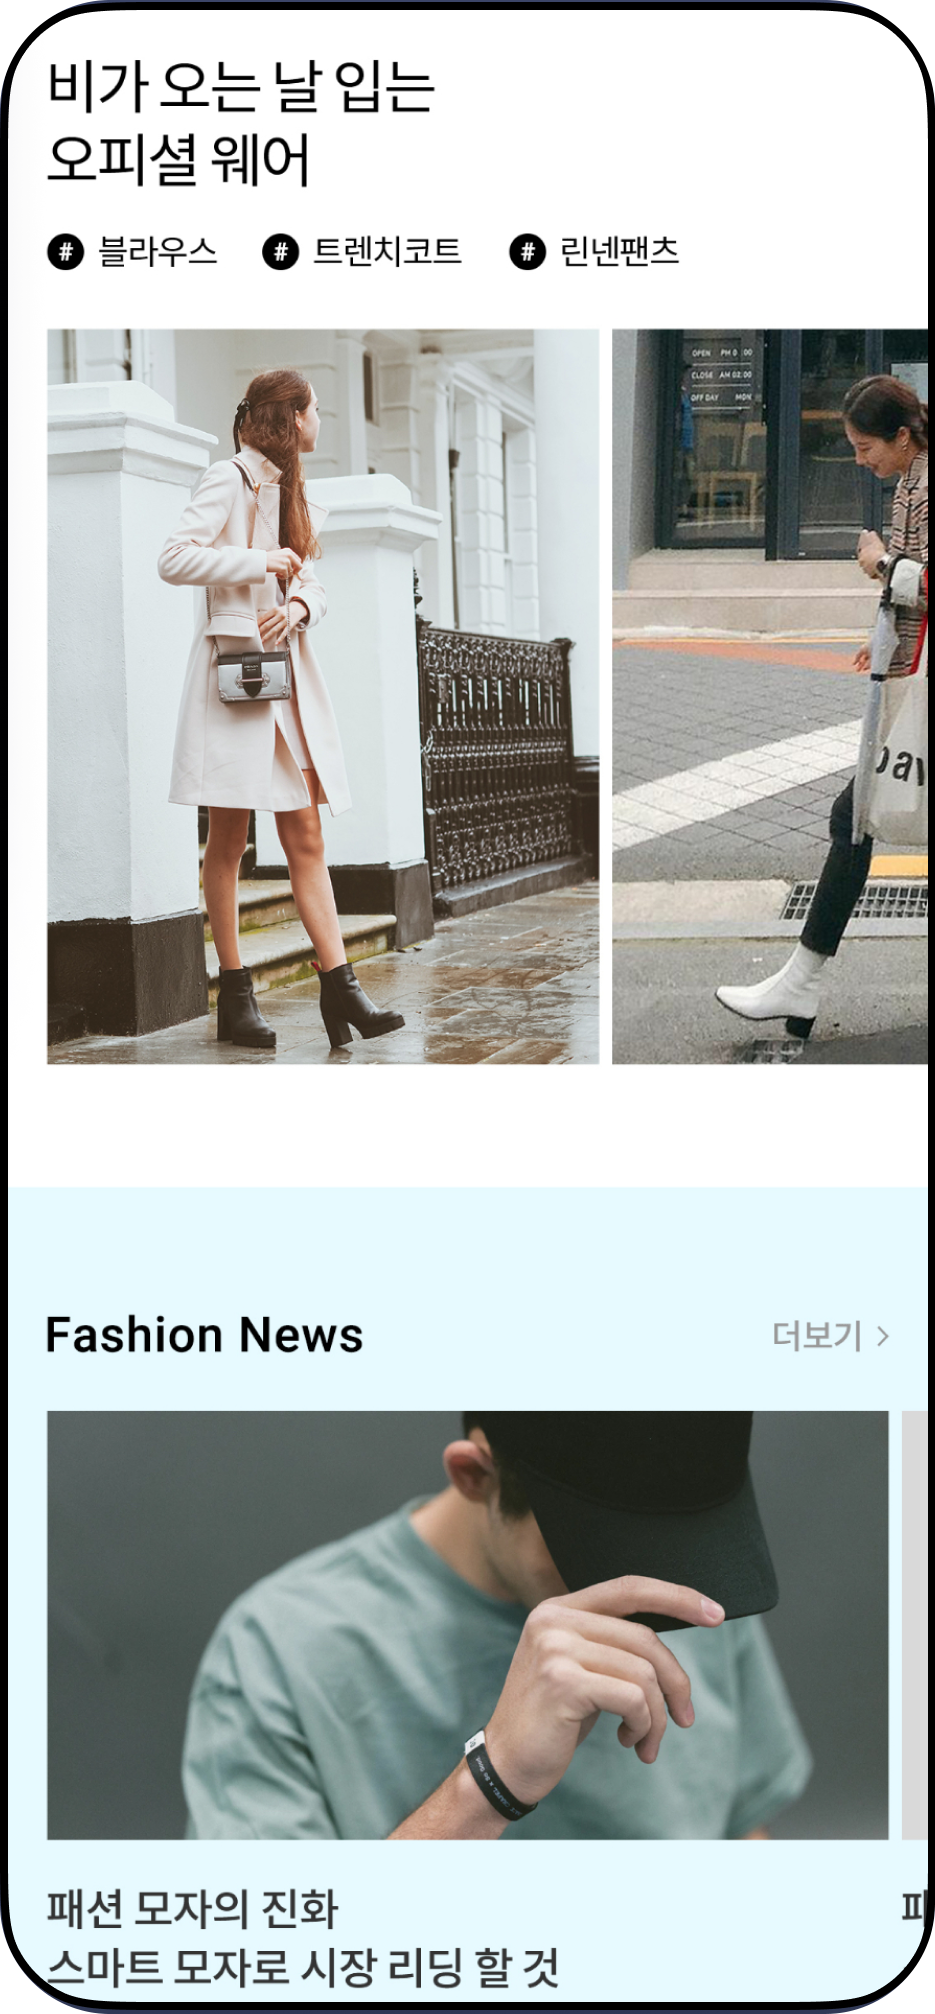 비가 오는 날 입는
오피셜 웨어
# 블라우스 # 트렌치코트 # 린넨팬츠
OPEN PM 0 00
CLOSE AM 02:00
OFF DAY MON
Fashion News
더보기 >
패션 모자의 진화
스마트 모자로 시장 리딩 할 것